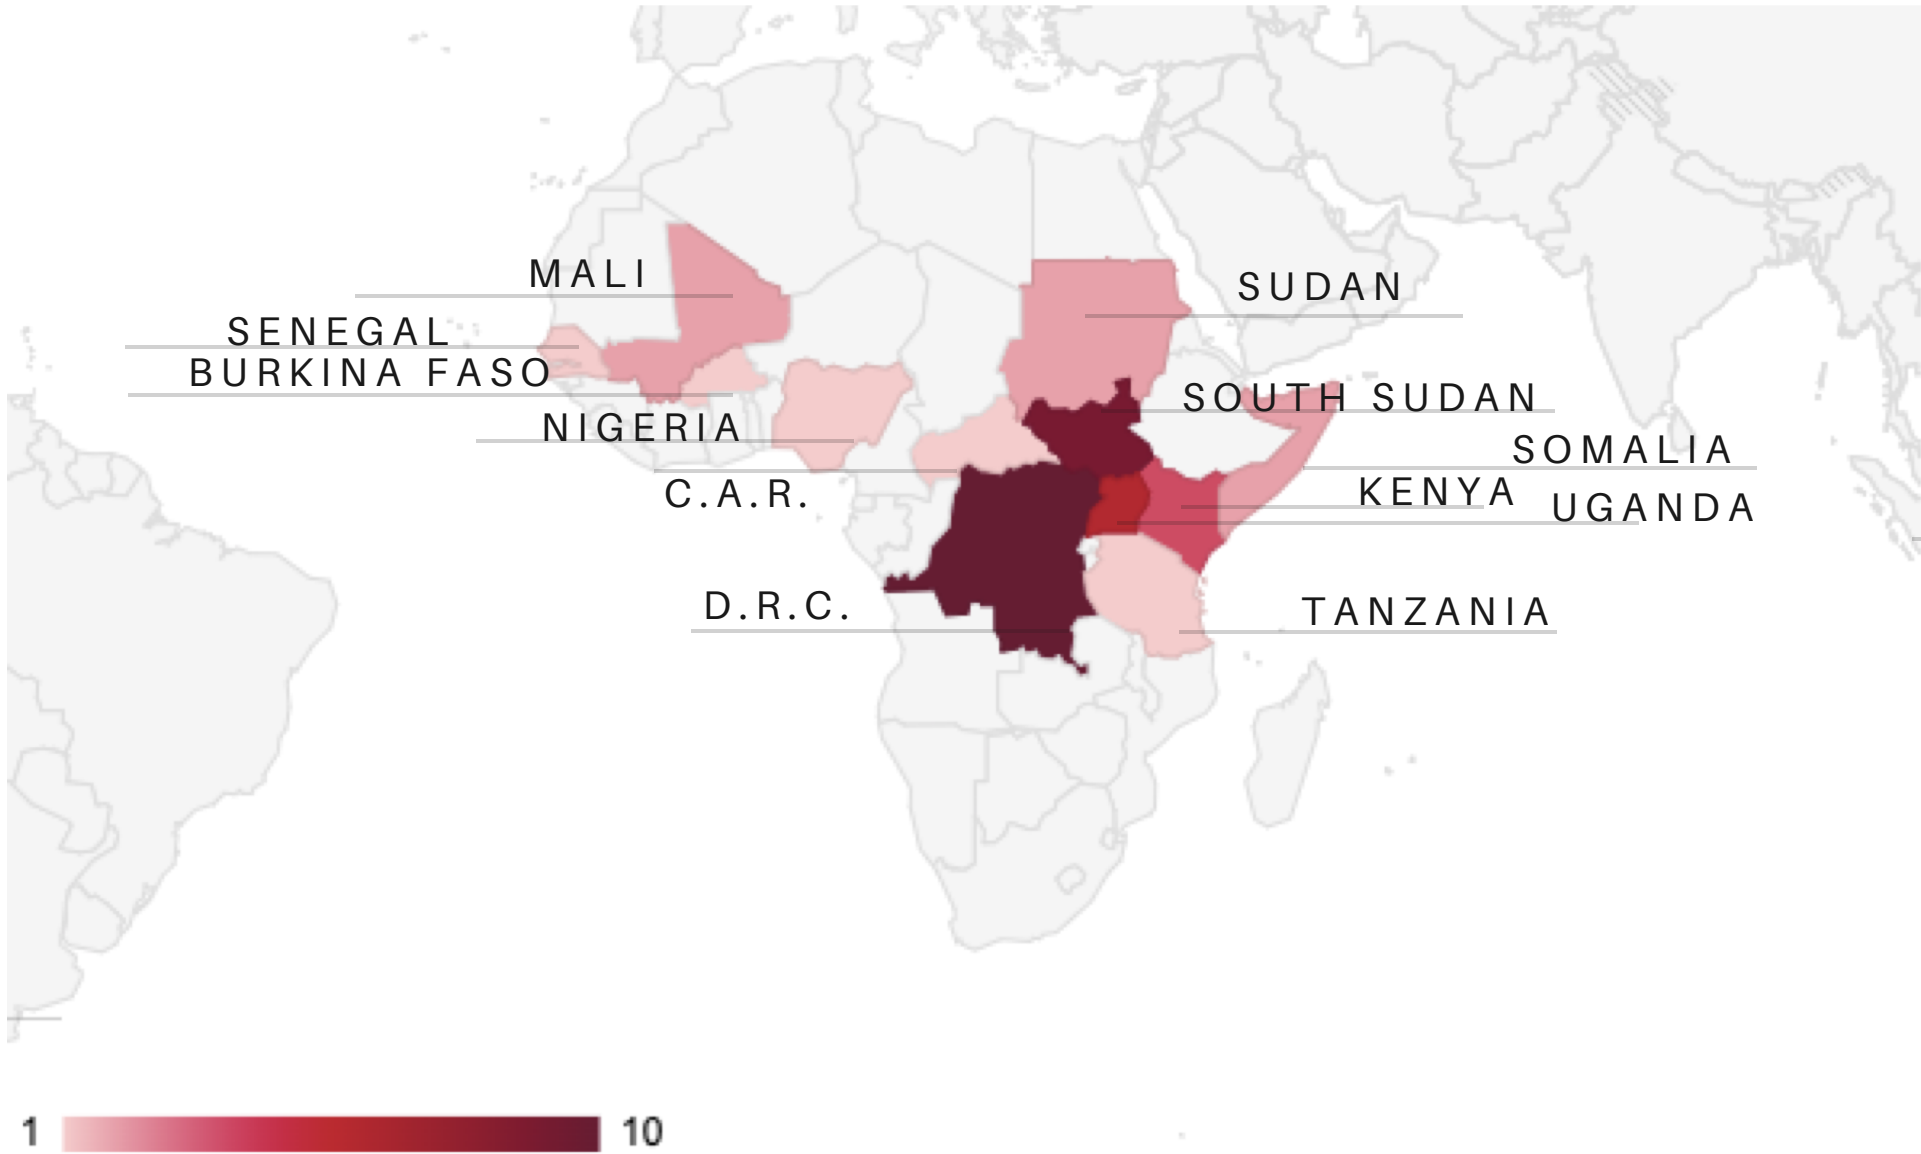 MALI
SUDAN
SENEGAL
BURKINA FASO
SOUTH SUDAN
NIGERIA
SOMALIA
C.A.R.
KENYA
UGANDA
D.R.C.
TANZANIA
1 10